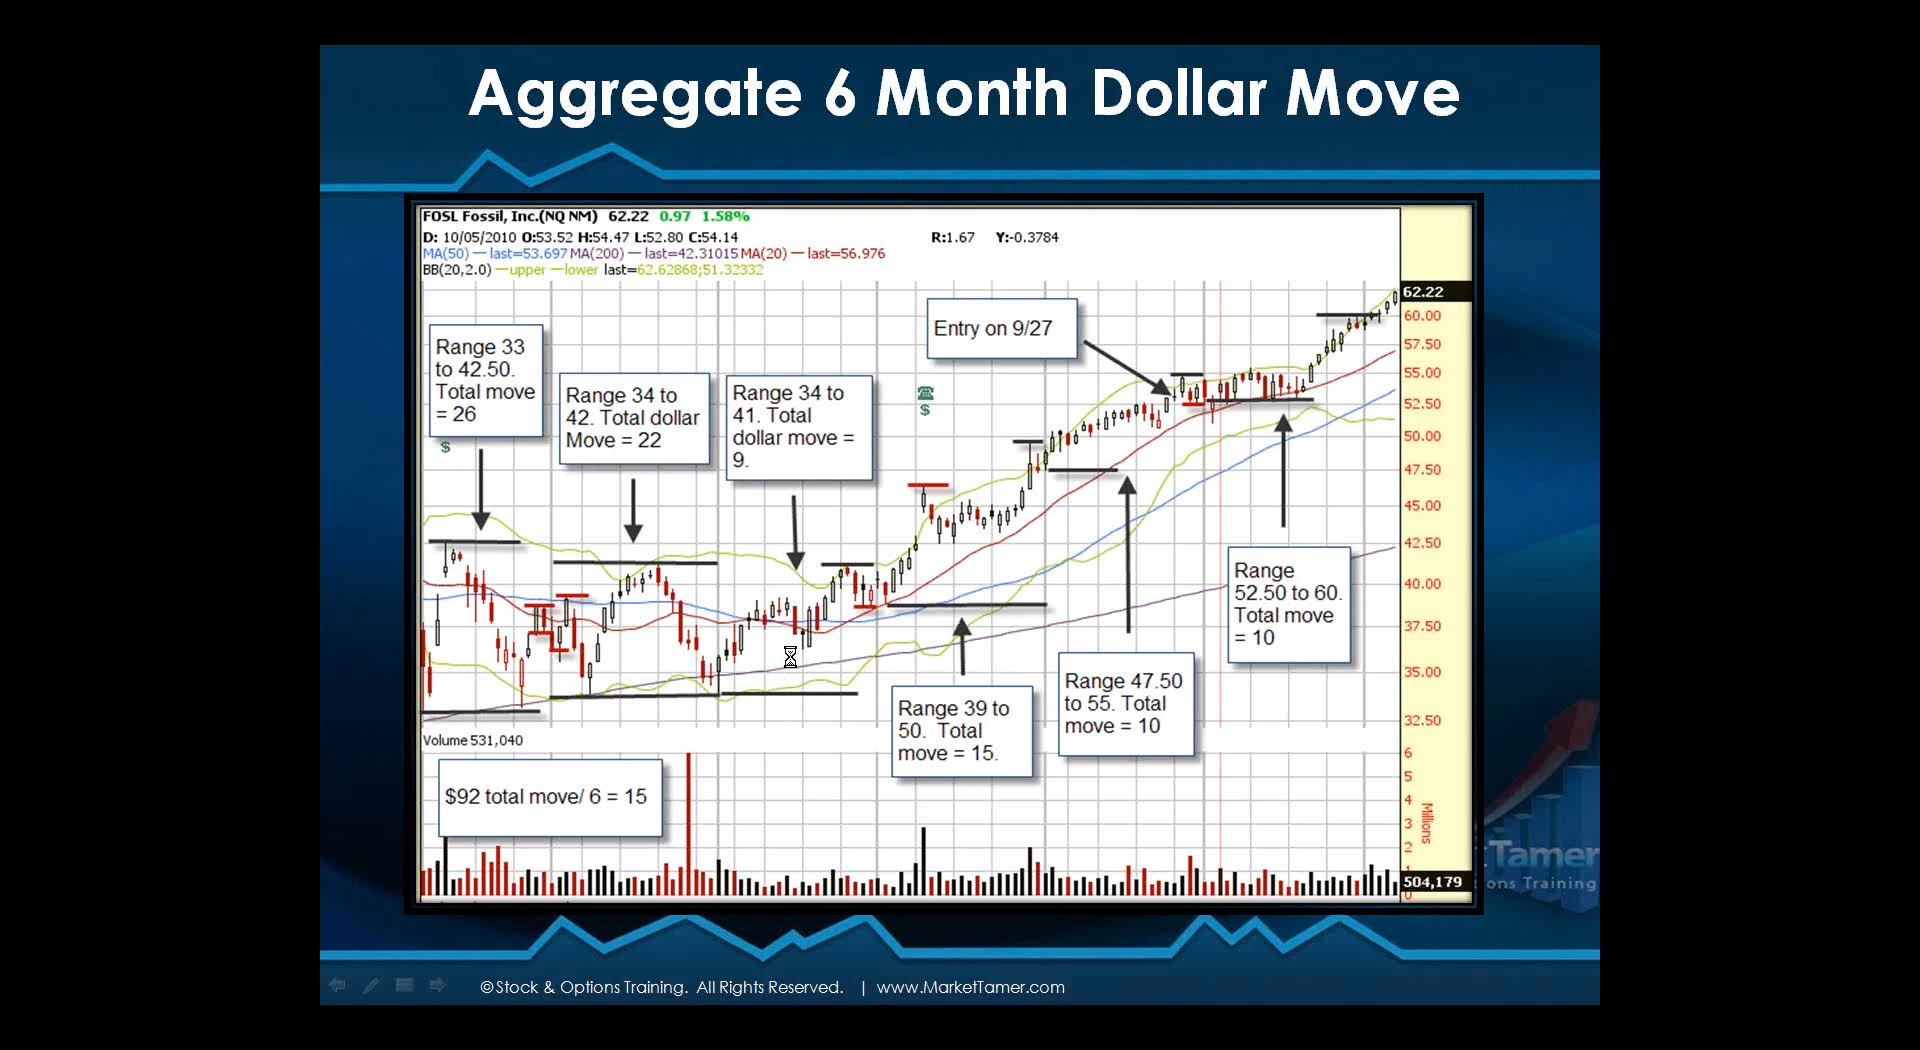 Aggregate 6 Month Dollar Move
FOSL Fossil, Inc.(NQ NM) 62.22 0.97 1.58%
D: 10/05/2010 O:53.52 H:54.47 L:52.80 C:54.14 R:1.67 Y:-0.3784
MA(50) — last=53.697 MA(200) — last=42.31015 MA(20) — last=56.976
BB(20,2.0) —upper —lower last=62.62868;51.32332
62.22
60.00
57.50
55.00
52.50
50.00
47.50
45.00
42.50
40.00
37.50
35.00
32.50
Range 33
to 42.50.
Total move
= 26
$
Range 34 to
42. Total dollar
Move = 22
Range 34 to
41. Total
dollar move =
9.
$
Entry on 9/27
Range 39 to
50. Total
move = 15.
Range 47.50
to 55. Total
move = 10
Range
52.50 to 60.
Total move
= 10
Volume 531,040
$92 total move/ 6 = 15
6
5
4
3
2
1
0
Millions
504,179
Tamer
ons Training
©Stock & Options Training. All Rights Reserved. | www.MarketTamer.com